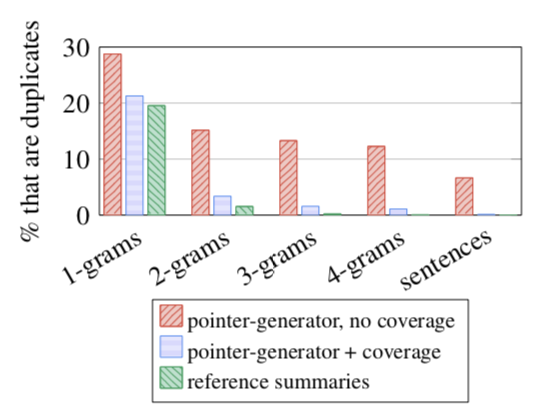 % that are duplicates
30
20
10
0
1-grams
2-grams
3-grams
4-grams
sentences
pointer-generator, no coverage
pointer-generator + coverage
reference summaries